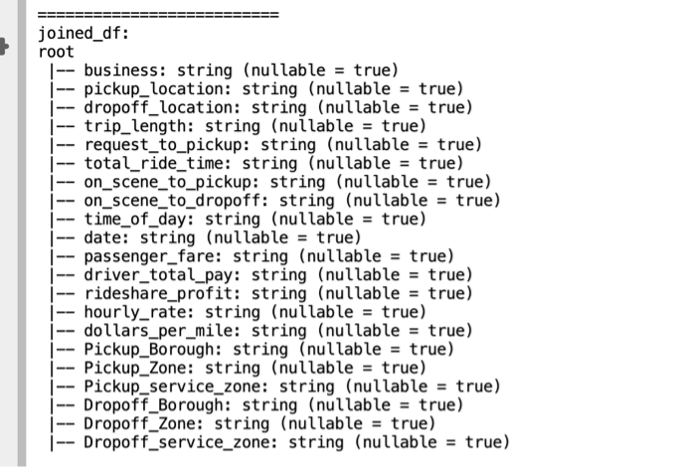 ==========================
joined_df:
root
 |-- business: string (nullable = true)
 |-- pickup_location: string (nullable = true)
 |-- dropoff_location: string (nullable = true)
 |-- trip_length: string (nullable = true)
 |-- request_to_pickup: string (nullable = true)
 |-- total_ride_time: string (nullable = true)
 |-- on_scene_to_pickup: string (nullable = true)
 |-- on_scene_to_dropoff: string (nullable = true)
 |-- time_of_day: string (nullable = true)
 |-- date: string (nullable = true)
 |-- passenger_fare: string (nullable = true)
 |-- driver_total_pay: string (nullable = true)
 |-- rideshare_profit: string (nullable = true)
 |-- hourly_rate: string (nullable = true)
 |-- dollars_per_mile: string (nullable = true)
 |-- Pickup_Borough: string (nullable = true)
 |-- Pickup_Zone: string (nullable = true)
 |-- Pickup_service_zone: string (nullable = true)
 |-- Dropoff_Borough: string (nullable = true)
 |-- Dropoff_Zone: string (nullable = true)
 |-- Dropoff_service_zone: string (nullable = true)